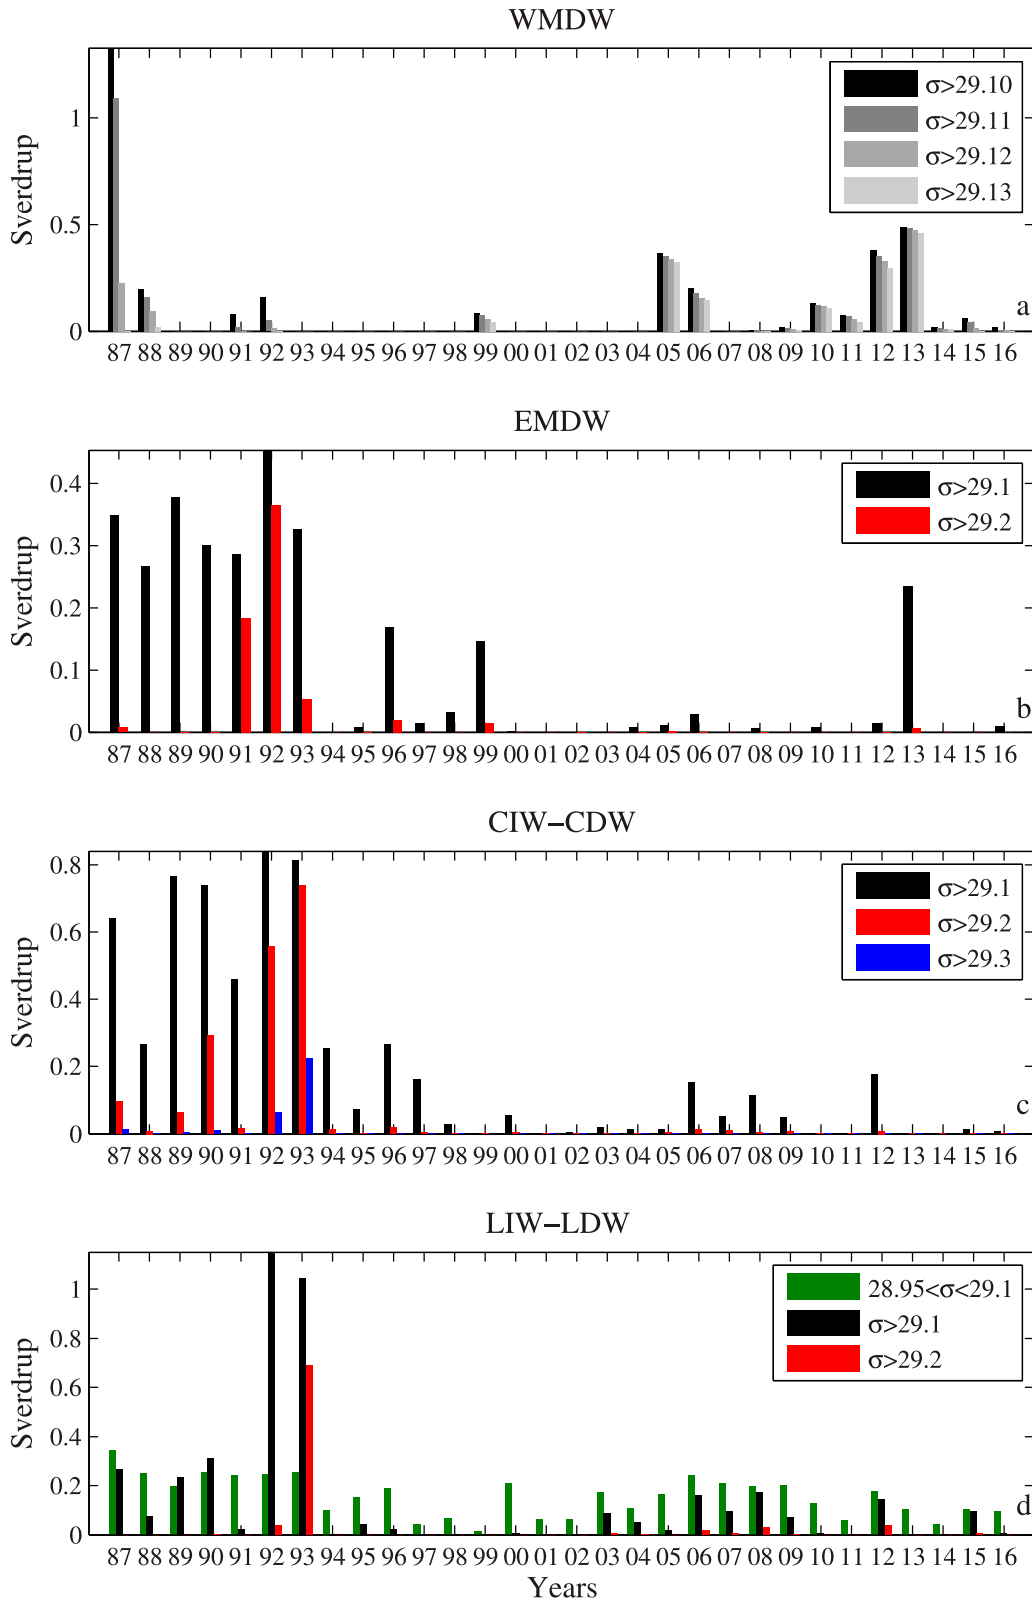 WMDW
Sverdrup
1
0.5
0
σ>29.10
σ>29.11
σ>29.12
σ>29.13
a
87 88 89 90 91 92 93 94 95 96 97 98 99 00 01 02 03 04 05 06 07 08 09 10 11 12 13 14 15 16
EMDW
Sverdrup
0.4
0.3
0.2
0.1
0
σ>29.1
σ>29.2
b
87 88 89 90 91 92 93 94 95 96 97 98 99 00 01 02 03 04 05 06 07 08 09 10 11 12 13 14 15 16
CIW−CDW
Sverdrup
0.8
0.6
0.4
0.2
0
σ>29.1
σ>29.2
σ>29.3
c
87 88 89 90 91 92 93 94 95 96 97 98 99 00 01 02 03 04 05 06 07 08 09 10 11 12 13 14 15 16
LIW−LDW
Sverdrup
1
0.8
0.6
0.4
0.2
0
28.95<σ<29.1
σ>29.1
σ>29.2
d
87 88 89 90 91 92 93 94 95 96 97 98 99 00 01 02 03 04 05 06 07 08 09 10 11 12 13 14 15 16
Years